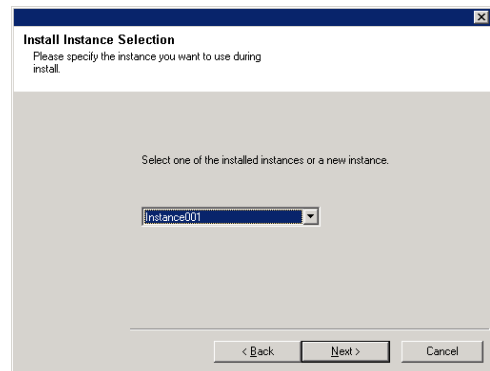 Install Instance Selection
Please specify the instance you want to use during
install.
Select one of the installed instances or a new instance.
Instance001
< Back
Next >
Cancel